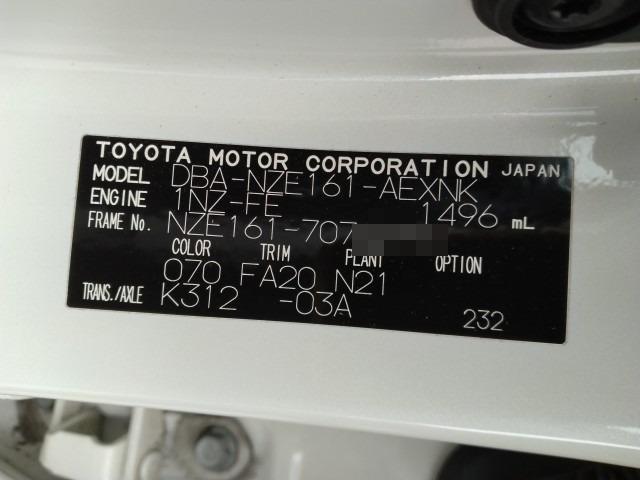 TOYOTA MOTOR CORPORATION JAPAN
MODEL DBA-NZE161-AEXNK
ENGINE 1NZ-FE 1496 mL
FRAME No. NZE161-707
COLOR TRIM PLANT OPTION
070 FA20 N21
TRANS./AXLE K312 -03A
232